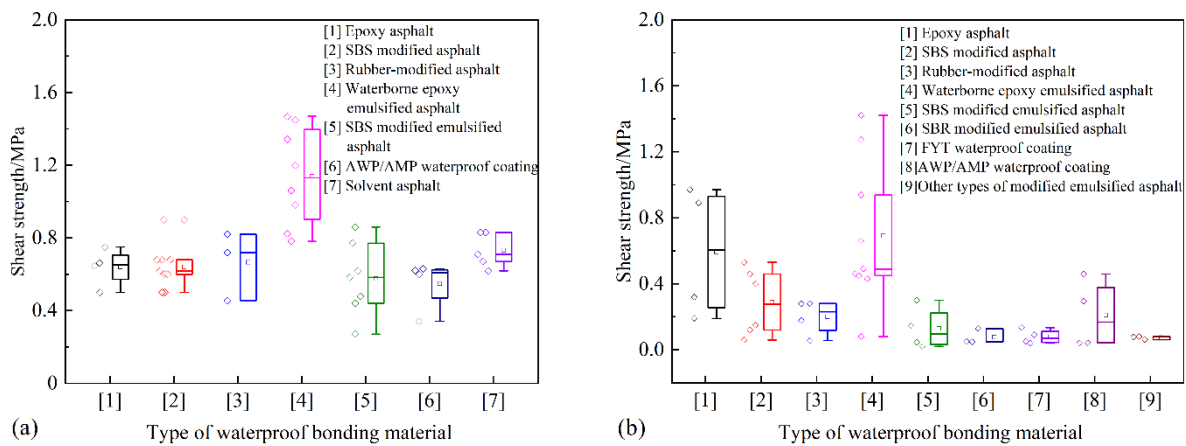 2.0
1.6
1.2
0.8
0.4
0
Shear strength/MPa
[1] Epoxy asphalt
[2] SBS modified asphalt
[3] Rubber-modified asphalt
[4] Waterborne epoxy
emulsified asphalt
[5] SBS modified emulsified
asphalt
[6] AWP/AMP waterproof coating
[7] Solvent asphalt
[1] [2] [3] [4] [5] [6] [7]
(a) Type of waterproof bonding material
2.0
1.6
1.2
0.8
0.4
0.0
Shear strength/MPa
[1] Epoxy asphalt
[2] SBS modified asphalt
[3] Rubber-modified asphalt
[4] Waterborne epoxy emulsified asphalt
[5] SBS modified emulsified asphalt
[6] SBR modified emulsified asphalt
[7] FYT waterproof coating
[8]AWP/AMP waterproof coating
[9]Other types of modified emulsified asphalt
[1] [2] [3] [4] [5] [6] [7] [8] [9]
(b) Type of waterproof bonding material